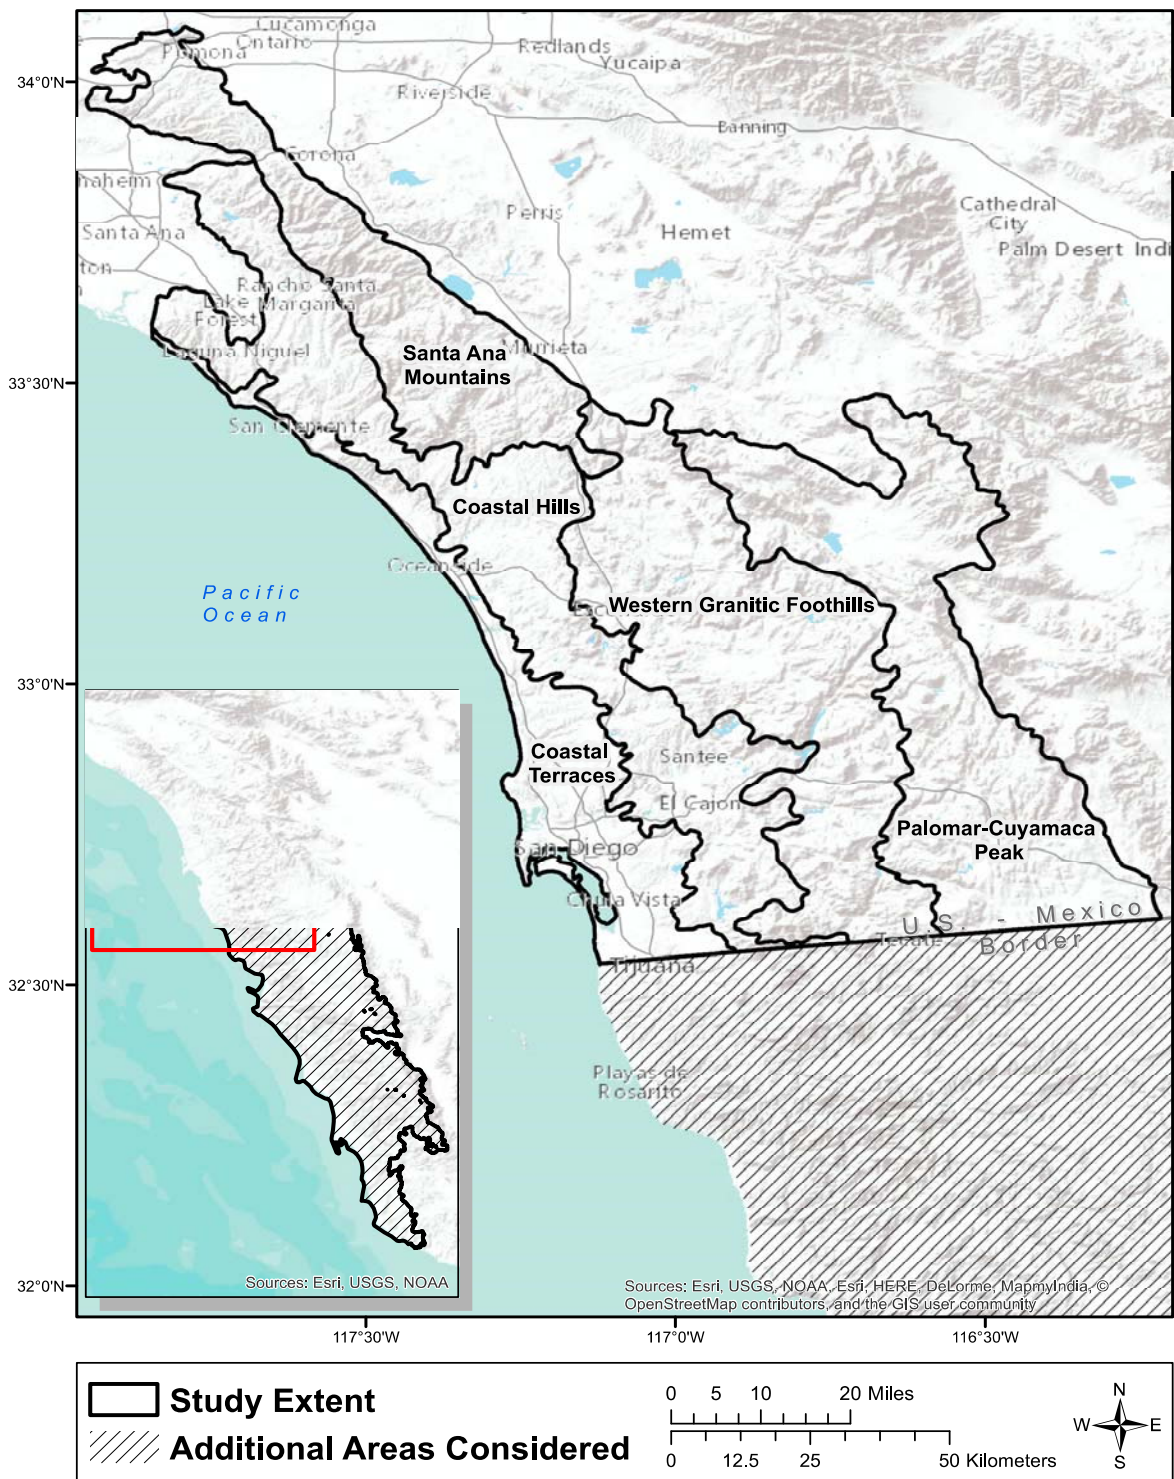 Cucamonga
Ontario
Pomona
Redlands
Yucaipa
34°0'N
Riverside
Banning
Corona
naheim
Perris
Cathedral
City
Santa Ana
Hemet
Palm Desert Indi
ton
Rancho Santa
Margarita
Lake
Forest
Laguna Niguel
Murrieta
Santa Ana
Mountains
33°30'N
San Clemente
Coastal Hills
Oceanside
Pacific
Ocean
Western Granitic Foothills
33°0'N
Coastal
Terraces
Santee
El Cajon
Palomar-Cuyamaca
Peak
San Diego
Chula Vista
U.S. - Mexico
Border
Tecate
Tijuana
32°30'N
Playas de
Rosarito
Sources: Esri, USGS, NOAA
Sources: Esri, USGS, NOAA, Esri, HERE, DeLorme, MapmyIndia, ©
OpenStreetMap contributors, and the GIS user community
32°0'N
117°30'W
117°0'W
116°30'W
Study Extent
Additional Areas Considered
0 5 10 20 Miles
0 12.5 25 50 Kilometers
N
W E
S